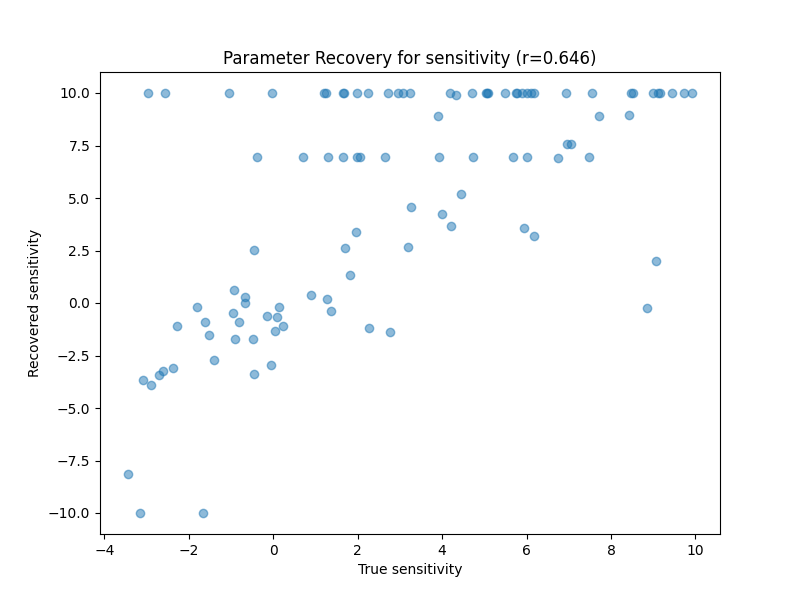 Parameter Recovery for sensitivity (r=0.646)
Recovered sensitivity
10.0
7.5
5.0
2.5
0.0
−2.5
−5.0
−7.5
−10.0
−4 −2 0 2 4 6 8 10
True sensitivity